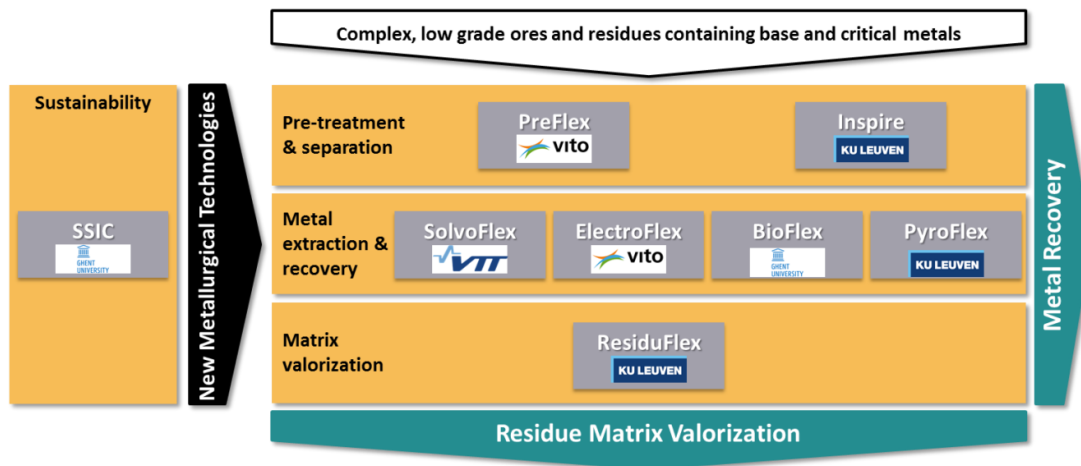 Complex, low grade ores and residues containing base and critical metals
Sustainability
SSIC
GHENT
UNIVERSITY
New Metallurgical Technologies
Pre-treatment
& separation
PreFlex
vito
Inspire
KU LEUVEN
Metal
extraction &
recovery
SolvoFlex
VTT
ElectroFlex
vito
BioFlex
GHENT
UNIVERSITY
PyroFlex
KU LEUVEN
Matrix
valorization
ResiduFlex
KU LEUVEN
Metal Recovery
Residue Matrix Valorization